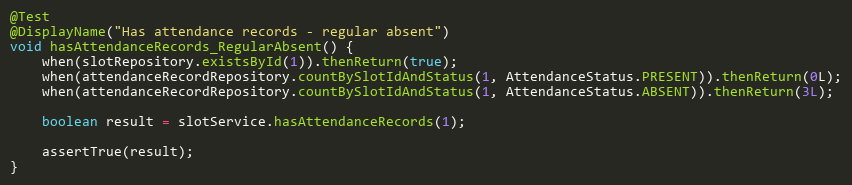 @Test
@DisplayName("Has attendance records - regular absent")
void hasAttendanceRecords_RegularAbsent() {
    when(slotRepository.existsById(1)).thenReturn(true);
    when(attendanceRecordRepository.countBySlotIdAndStatus(1, AttendanceStatus.PRESENT)).thenReturn(0L);
    when(attendanceRecordRepository.countBySlotIdAndStatus(1, AttendanceStatus.ABSENT)).thenReturn(3L);

    boolean result = slotService.hasAttendanceRecords(1);

    assertTrue(result);
}